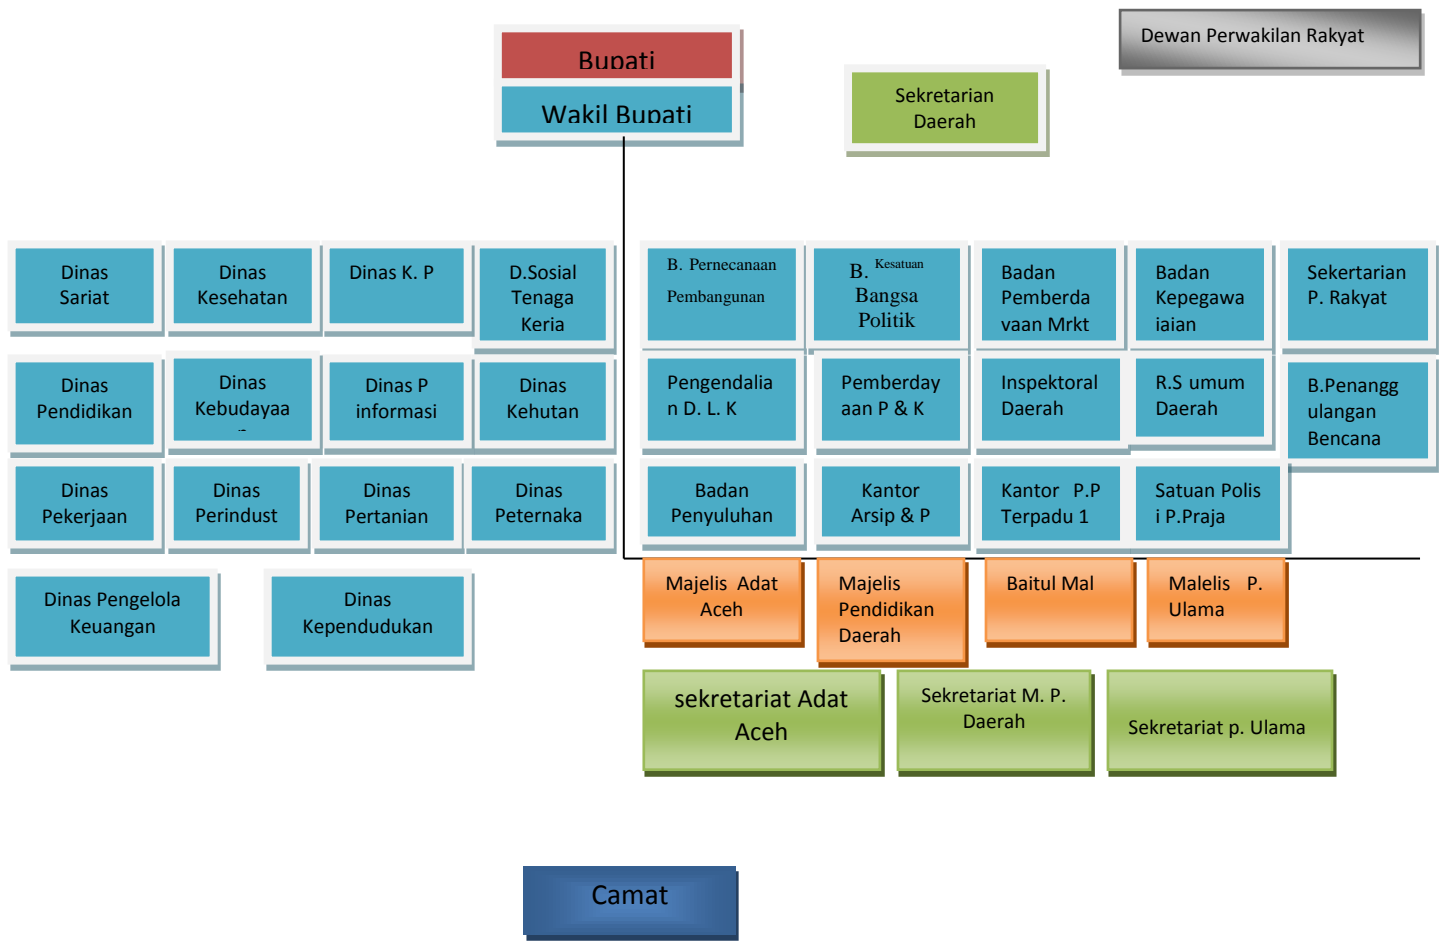 Bupati
Wakil Bupati
Sekretarian
Daerah
Dewan Perwakilan Rakyat
Dinas
Sariat
Dinas
Kesehatan
Dinas K. P
D.Sosial
Tenaga
Kerja
B. Pernecanaan
Pembangunan
B. Kesatuan
Bangsa
Politik
Badan
Pemberda
yaan Mrkt
Badan
Kepegawa
iaian
Sekertarian
P. Rakyat
Dinas
Pendidikan
Dinas
Kebudayaa
n
Dinas P
informasi
Dinas
Kehutan
Pengendalia
n D. L. K
Pemberday
aan P & K
Inspektoral
Daerah
R.S umum
Daerah
B.Penangg
ulangan
Bencana
Dinas
Pekerjaan
Dinas
Perindust
Dinas
Pertanian
Dinas
Peternaka
Badan
Penyuluhan
Kantor
Arsip & P
Kantor P.P
Terpadu 1
Satuan Polis
i P.Praja
Dinas Pengelola
Keuangan
Dinas
Kependudukan
Majelis Adat
Aceh
Majelis
Pendidikan
Daerah
Baitul Mal
Malelis P.
Ulama
sekretariat Adat
Aceh
Sekretariat M. P.
Daerah
Sekretariat p. Ulama
Camat